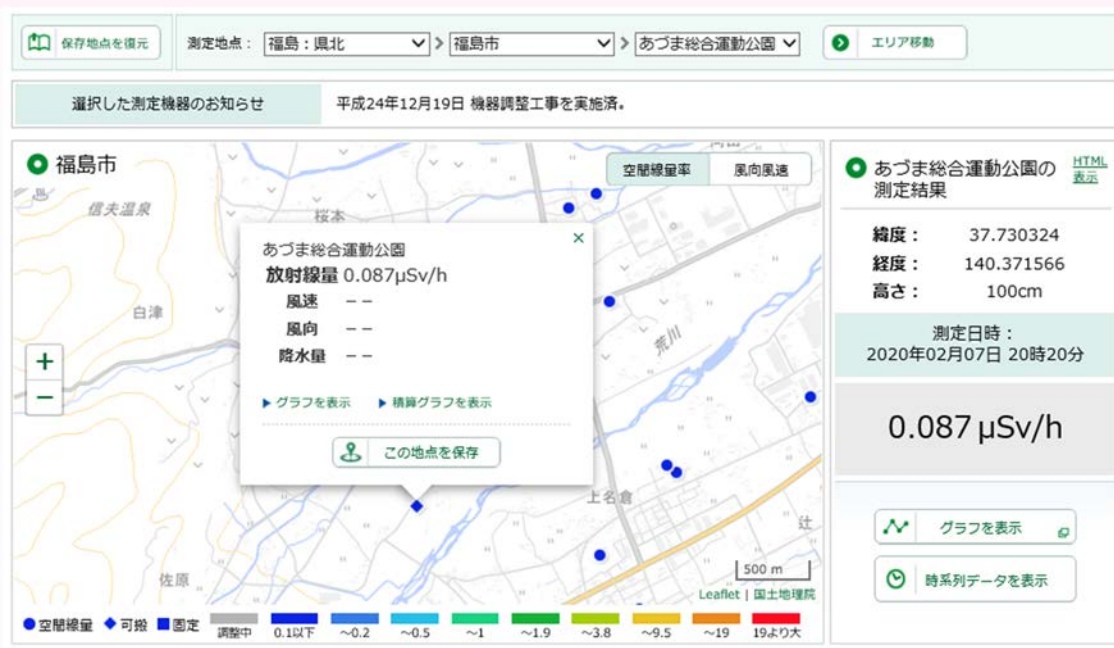 保存地点を復元
測定地点：
福島：県北
福島市
あづま総合運動公園
エリア移動
選択した測定機器のお知らせ
平成24年12月19日 機器調整工事を実施済。
福島市
空間線量率
風向風速
信夫温泉
桜本
白津
荒川
上名倉
辻
佐原
あづま総合運動公園
放射線量 0.087μSv/h
風速 －－
風向 －－
降水量 －－
グラフを表示
積算グラフを表示
この地点を保存
+
−
500 m
Leaflet | 国土地理院
空間線量
可搬
固定
調整中
0.1以下
～0.2
～0.5
～1
～1.9
～3.8
～9.5
～19
19より大
あづま総合運動公園の
測定結果
HTML
表示
緯度： 37.730324
経度： 140.371566
高さ： 100cm
測定日時：
2020年02月07日 20時20分
0.087 μSv/h
グラフを表示
時系列データを表示